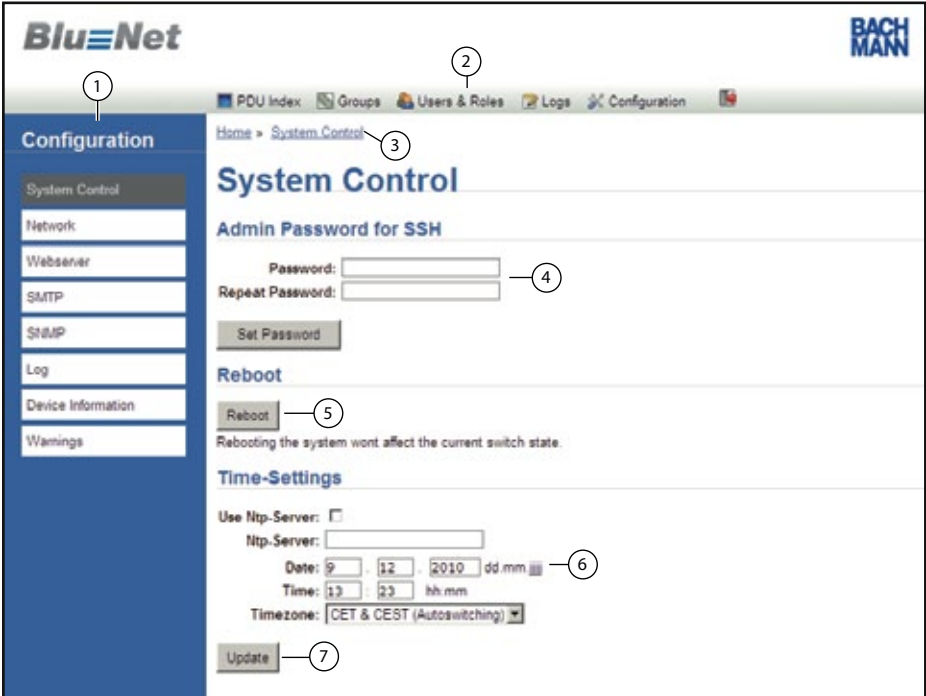 Blu≡Net
BACH
MANN
1
2
PDU Index Groups Users & Roles Logs Configuration
Configuration
System Control
Network
Webserver
SMTP
SNMP
Log
Device Information
Warnings
Home » System Control
3
System Control
Admin Password for SSH
Password:
Repeat Password:
4
Set Password
Reboot
Reboot
5
Rebooting the system wont affect the current switch state.
Time-Settings
Use Ntp-Server:
Ntp-Server:
Date: 9 . 12 . 2010 dd.mm.
6
Time: 13 : 23 hh:mm
Timezone: CET & CEST (Autoswitching)
Update
7